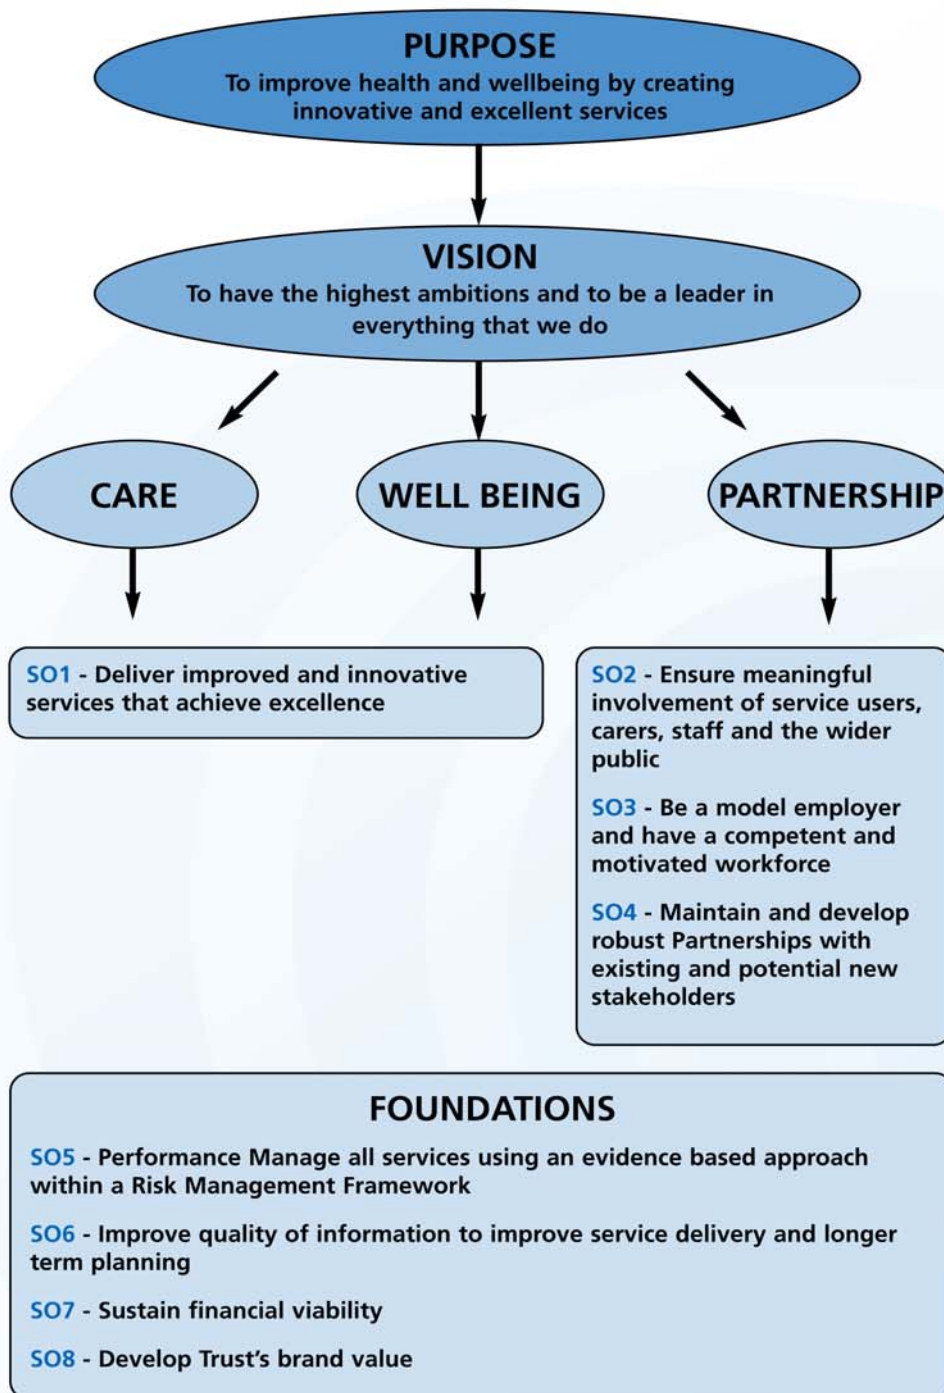 PURPOSE
To improve health and wellbeing by creating
innovative and excellent services
VISION
To have the highest ambitions and to be a leader in
everything that we do
CARE
WELL BEING
PARTNERSHIP
SO1 - Deliver improved and innovative
services that achieve excellence
SO2 - Ensure meaningful
involvement of service users,
carers, staff and the wider
public
SO3 - Be a model employer
and have a competent and
motivated workforce
SO4 - Maintain and develop
robust Partnerships with
existing and potential new
stakeholders
FOUNDATIONS
SO5 - Performance Manage all services using an evidence based approach
within a Risk Management Framework
SO6 - Improve quality of information to improve service delivery and longer
term planning
SO7 - Sustain financial viability
SO8 - Develop Trust's brand value